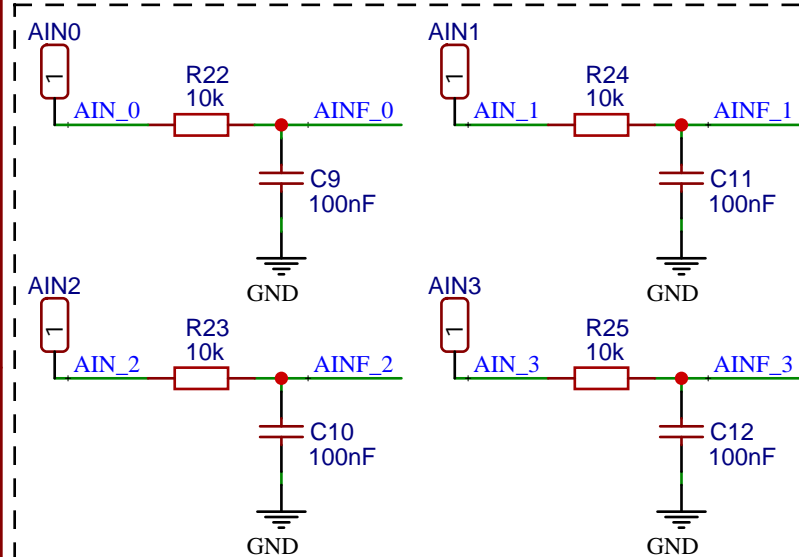 AIN0
1
R22
10k
AIN_0
AINF_0
C9
100nF
GND
AIN1
1
R24
10k
AIN_1
AINF_1
C11
100nF
GND
AIN2
1
R23
10k
AIN_2
AINF_2
C10
100nF
GND
AIN3
1
R25
10k
AIN_3
AINF_3
C12
100nF
GND